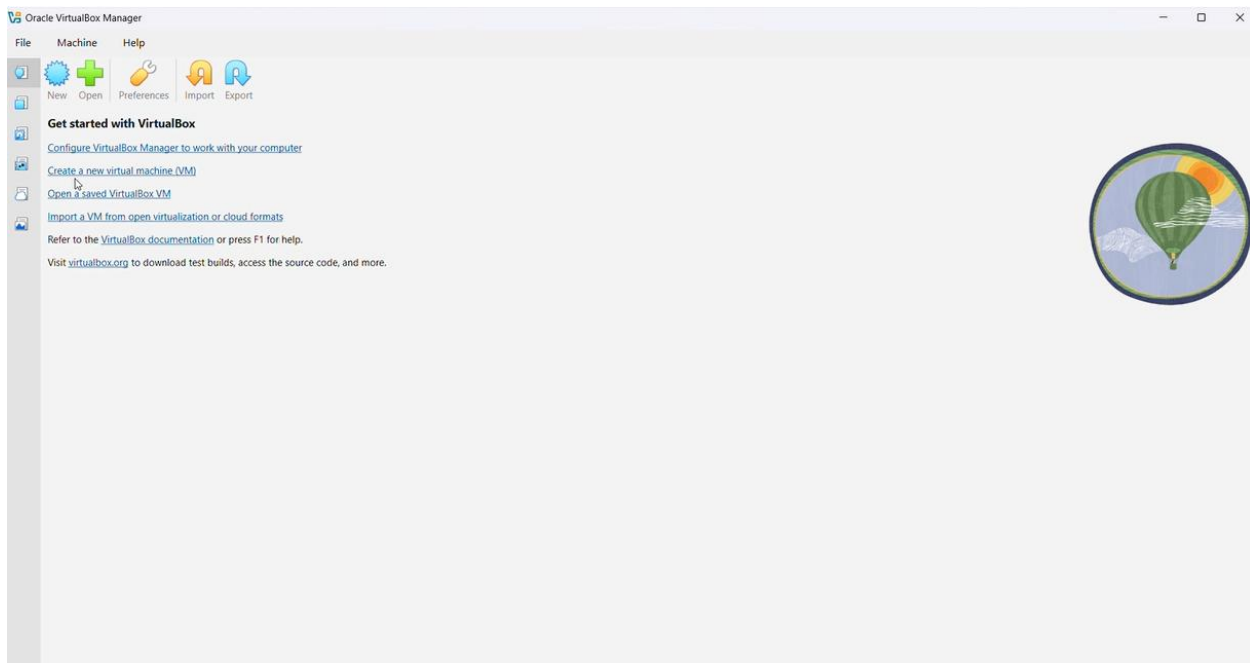 Oracle VirtualBox Manager
File Machine Help
New Open Preferences Import Export
Get started with VirtualBox
Configure VirtualBox Manager to work with your computer
Create a new virtual machine (VM)
Open a saved VirtualBox VM
Import a VM from open virtualization or cloud formats
Refer to the VirtualBox documentation or press F1 for help.
Visit virtualbox.org to download test builds, access the source code, and more.